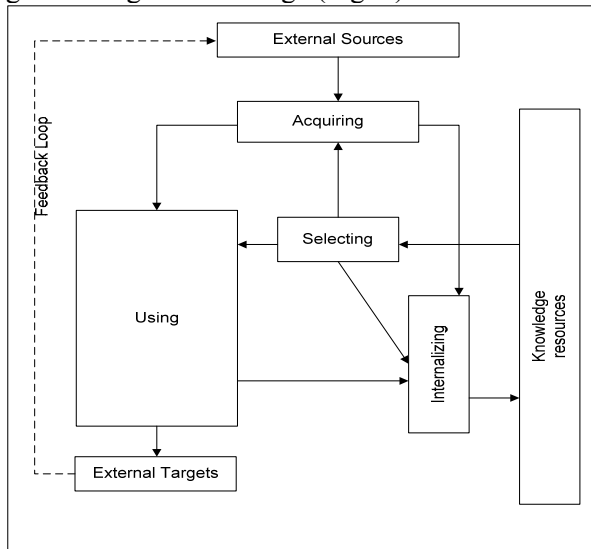 External Sources
Acquiring
Feedback Loop
Selecting
Using
Internalizing
Knowledge
resources
External Targets